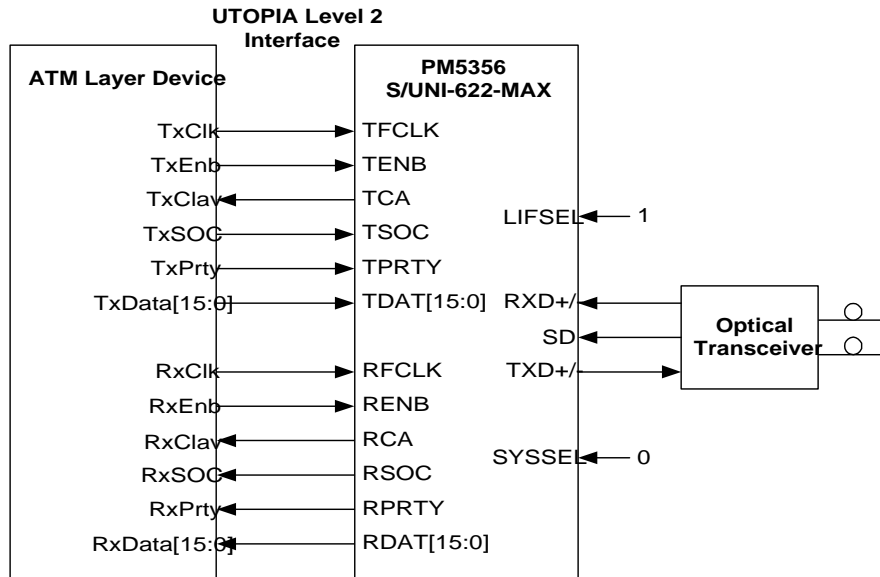 UTOPIA Level 2
Interface
ATM Layer Device
TxClk
TxEnb
TxClav
TxSOC
TxPrty
TxData[15:0]
RxClk
RxEnb
RxClav
RxSOC
RxPrty
RxData[15:0]
PM5356
S/UNI-622-MAX
TFCLK
TENB
TCA
TSOC
TPRTY
TDAT[15:0]
RFCLK
RENB
RCA
RSOC
RPRTY
RDAT[15:0]
LIFSEL 1
RXD+/-
SD
TXD+/-
SYSSEL 0
Optical
Transceiver